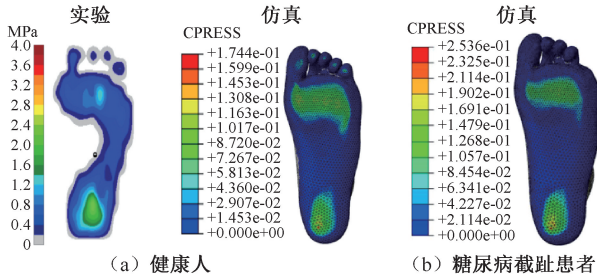 实验
仿真
仿真
MPa
4.0
3.6
3.2
2.8
2.4
2.0
1.6
1.2
0.8
0.4
0
CPRESS
+1.744e-01
+1.599e-01
+1.453e-01
+1.308e-01
+1.163e-01
+1.017e-01
+8.720e-02
+7.267e-02
+5.813e-02
+4.360e-02
+2.907e-02
+1.453e-02
+0.000e+00
CPRESS
+2.536e-01
+2.325e-01
+2.114e-01
+1.902e-01
+1.691e-01
+1.479e-01
+1.268e-01
+1.057e-01
+8.454e-02
+6.341e-02
+4.227e-02
+2.114e-02
+0.000e+00
（a）健康人
（b）糖尿病截趾患者